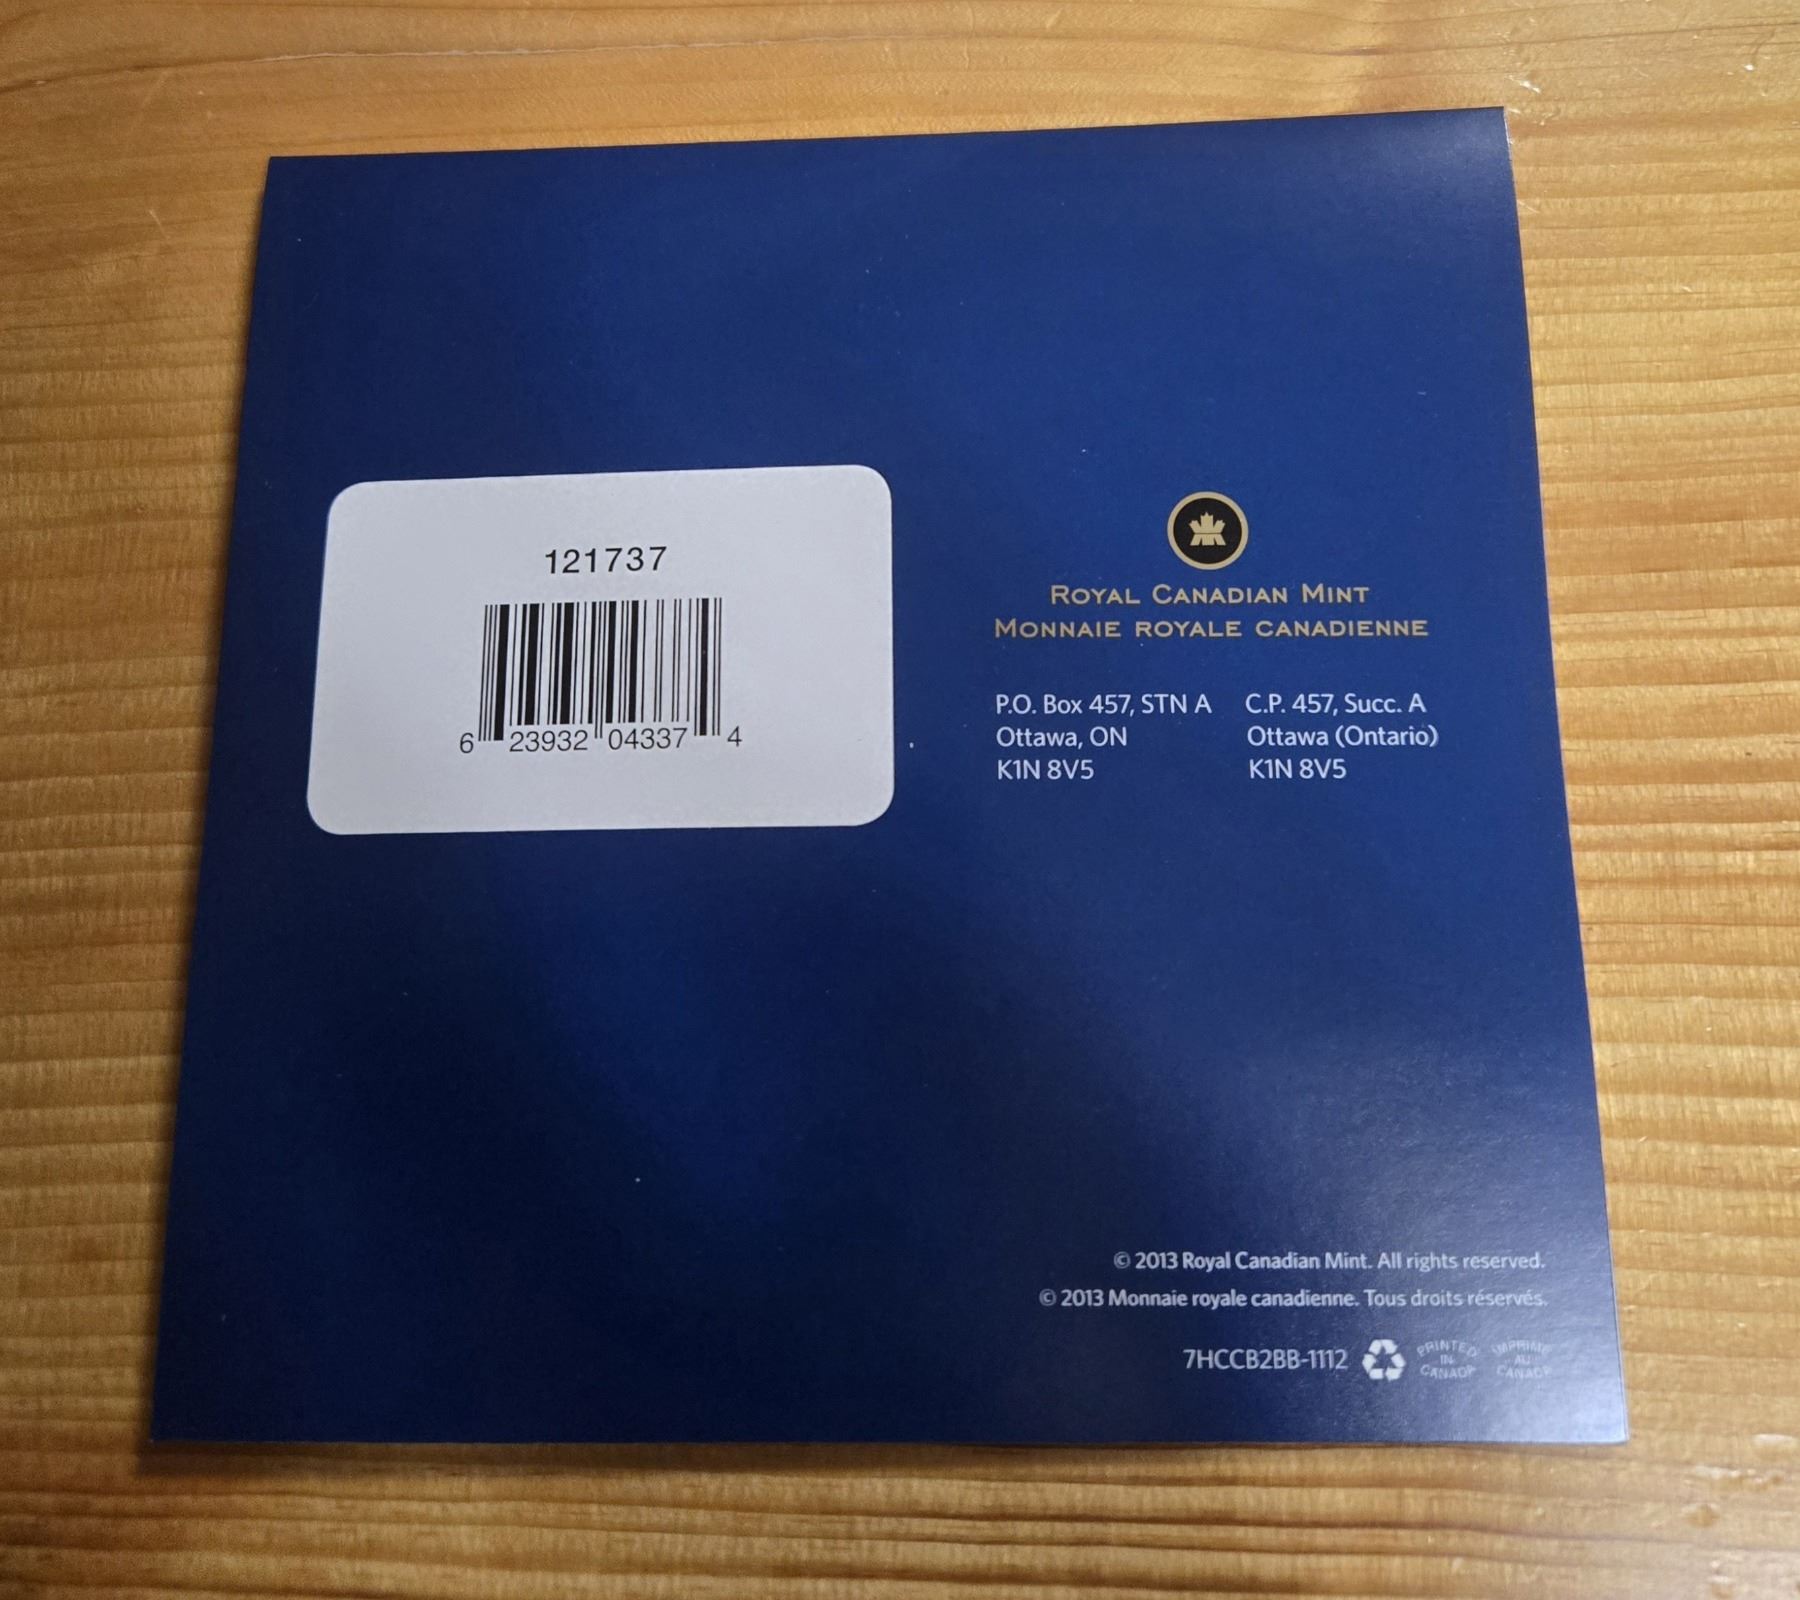 121737
6 23932 04337 4
ROYAL CANADIAN MINT
MONNAIE ROYALE CANADIENNE
P.O. Box 457, STN A
Ottawa, ON
K1N 8V5
C.P. 457, Succ. A
Ottawa (Ontario)
K1N 8V5
© 2013 Royal Canadian Mint. All rights reserved.
© 2013 Monnaie royale canadienne. Tous droits réservés.
7HCCB2BB-1112
PRINTED
IN
CANADA
IMPRIMÉ
AU
CANADA